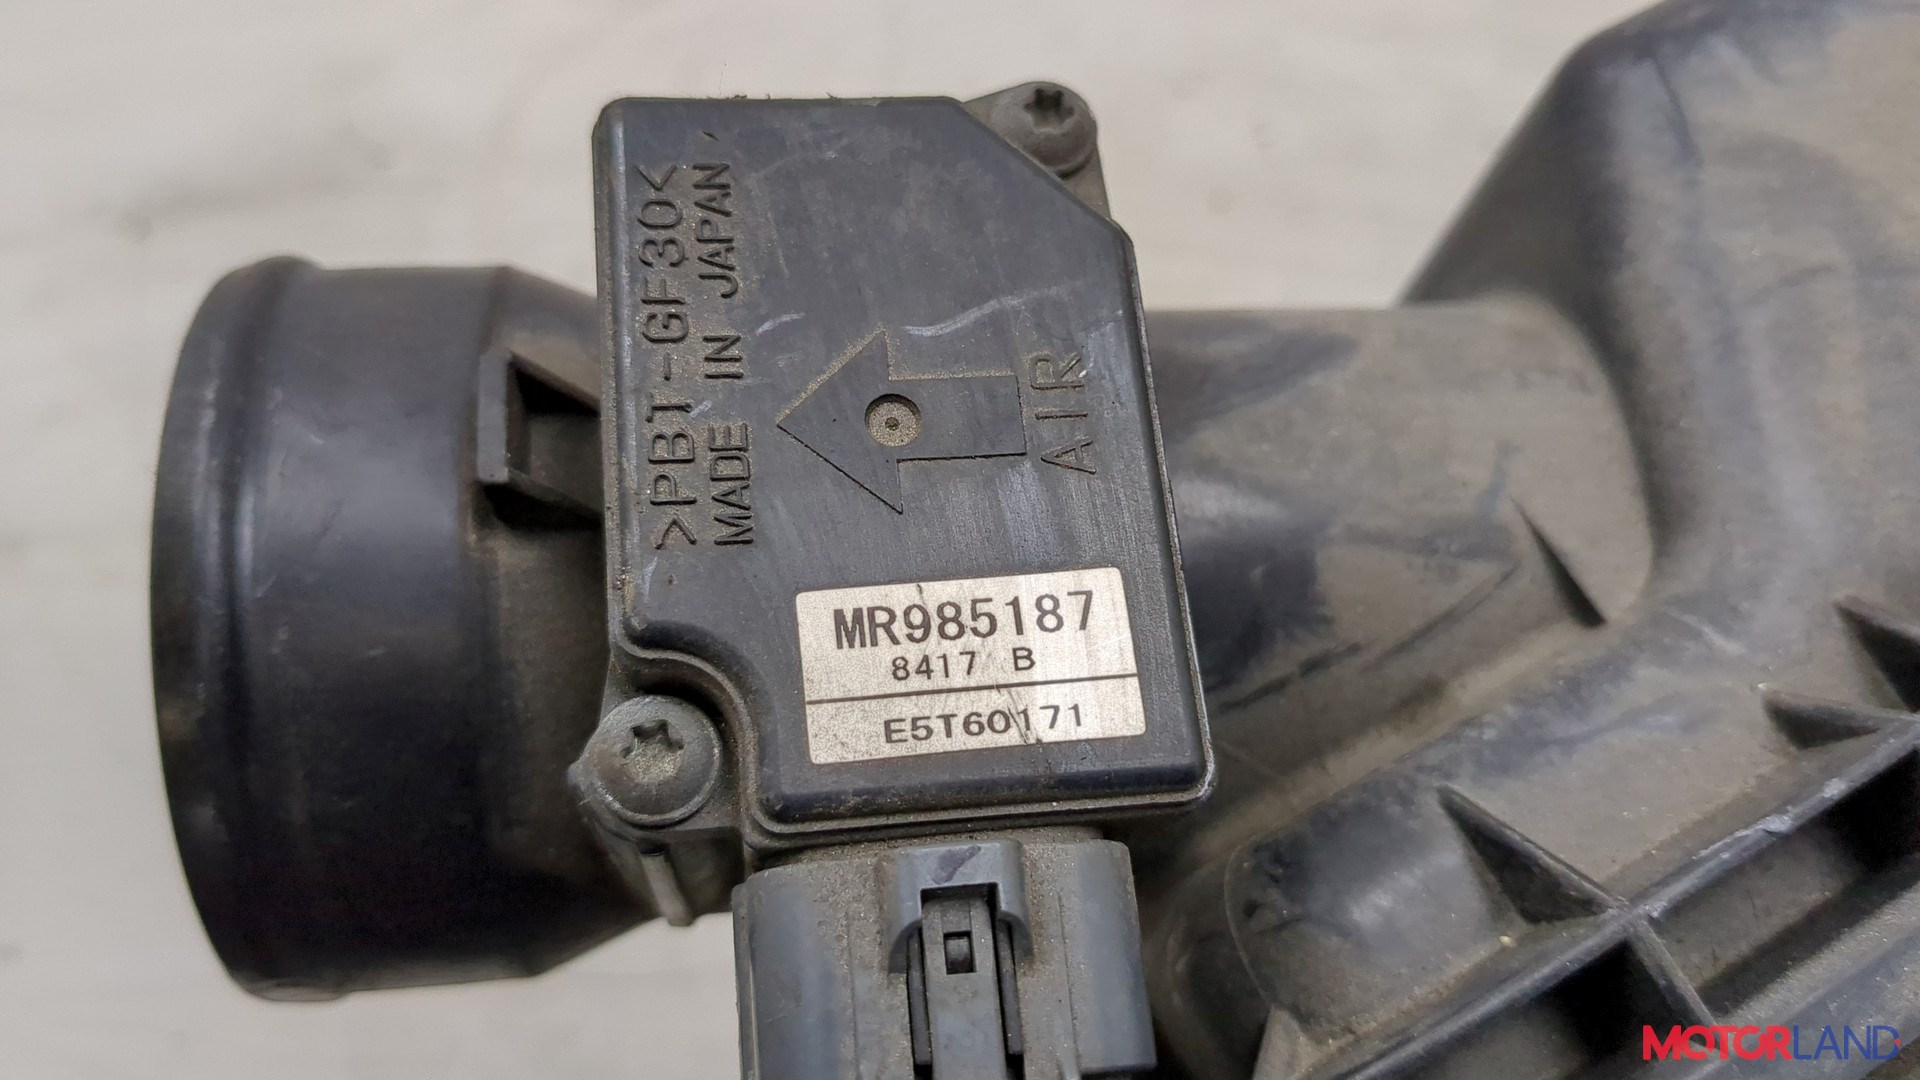 >PBT-GF30<
MADE IN JAPAN
AIR
MR985187
8417 B
E5T60171
MOTORLAND